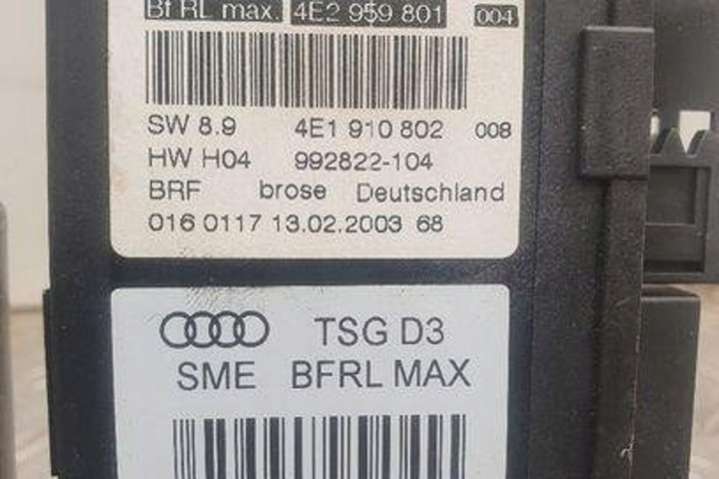 Bf RL max. 4E2 959 801 004
SW 8.9 4E1 910 802 008
HW H04 992822-104
BRF brose Deutschland
016 0117 13.02.2003 68
TSG D3
SME BFRL MAX